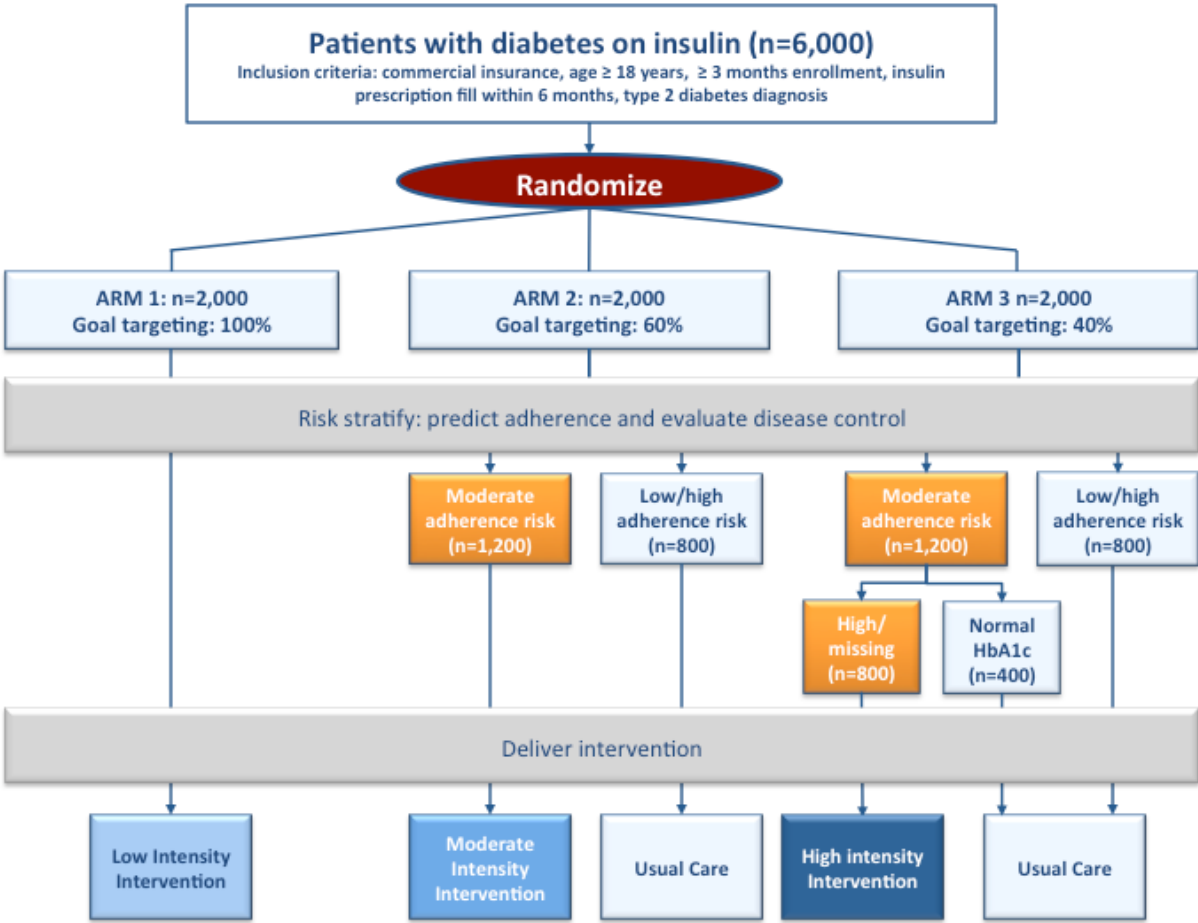 Patients with diabetes on insulin (n=6,000)
Inclusion criteria: commercial insurance, age ≥ 18 years, ≥ 3 months enrollment, insulin
prescription fill within 6 months, type 2 diabetes diagnosis
Randomize
ARM 1: n=2,000
Goal targeting: 100%
ARM 2: n=2,000
Goal targeting: 60%
ARM 3 n=2,000
Goal targeting: 40%
Risk stratify: predict adherence and evaluate disease control
Moderate
adherence risk
(n=1,200)
Low/high
adherence risk
(n=800)
Moderate
adherence risk
(n=1,200)
Low/high
adherence risk
(n=800)
High/
missing
(n=800)
Normal
HbA1c
(n=400)
Deliver intervention
Low Intensity
Intervention
Moderate
Intensity
Intervention
Usual Care
High intensity
Intervention
Usual Care